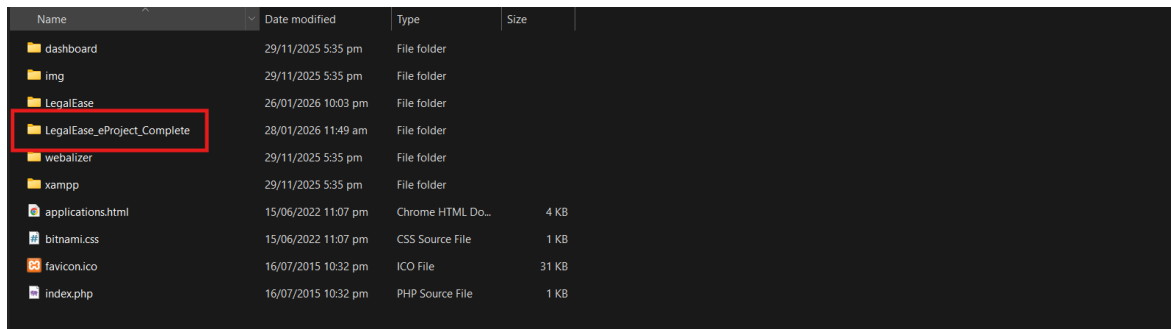 Name Date modified Type Size
dashboard 29/11/2025 5:35 pm File folder
img 29/11/2025 5:35 pm File folder
LegalEase 26/01/2026 10:03 pm File folder
LegalEase_eProject_Complete 28/01/2026 11:49 am File folder
webalizer 29/11/2025 5:35 pm File folder
xampp 29/11/2025 5:35 pm File folder
applications.html 15/06/2022 11:07 pm Chrome HTML Do... 4 KB
bitnami.css 15/06/2022 11:07 pm CSS Source File 1 KB
favicon.ico 16/07/2015 10:32 pm ICO File 31 KB
index.php 16/07/2015 10:32 pm PHP Source File 1 KB